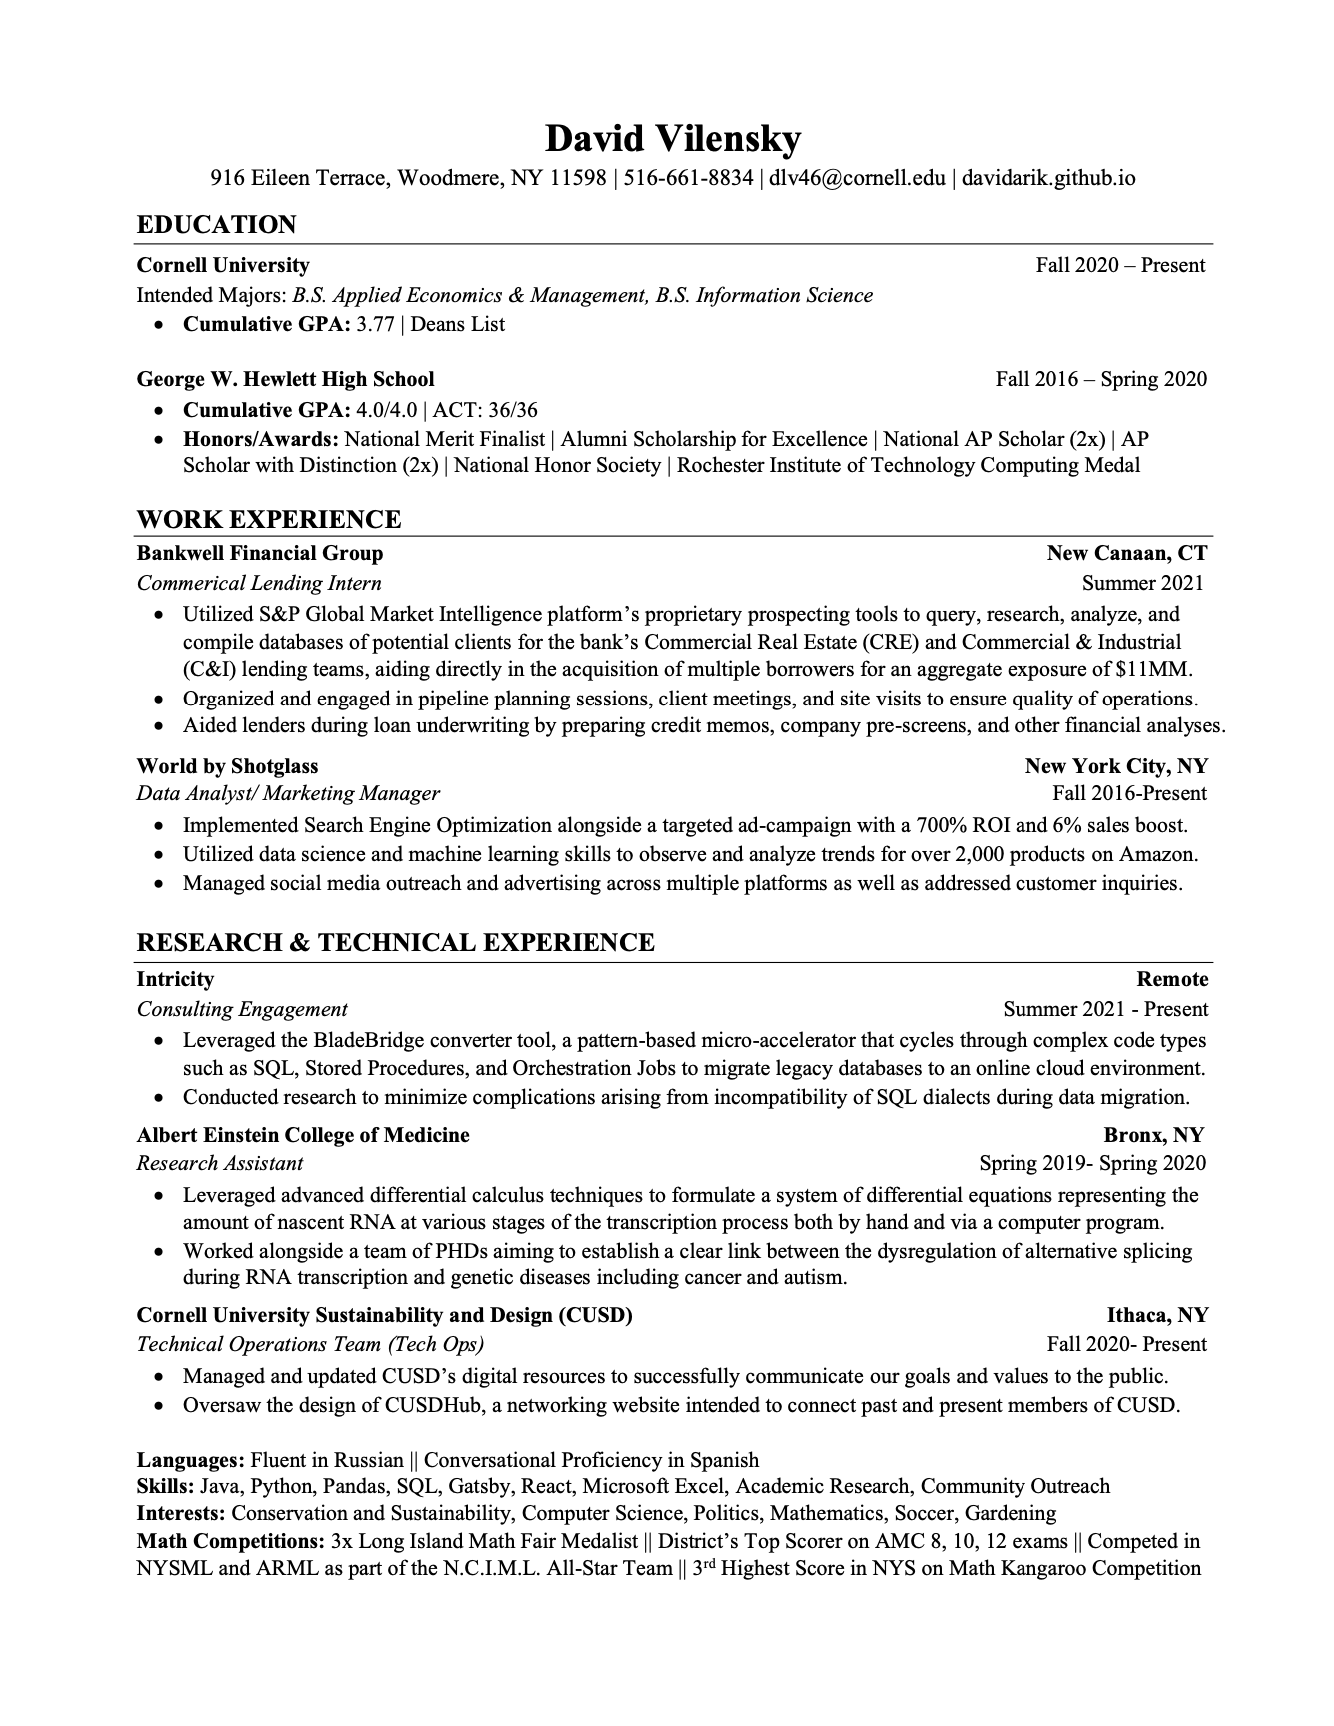 David Vilensky
916 Eileen Terrace, Woodmere, NY 11598 | 516-661-8834 | dlv46@cornell.edu | davidarik.github.io
EDUCATION
Cornell University Fall 2020 – Present
Intended Majors: B.S. Applied Economics & Management, B.S. Information Science
• Cumulative GPA: 3.77 | Deans List
George W. Hewlett High School Fall 2016 – Spring 2020
• Cumulative GPA: 4.0/4.0 | ACT: 36/36
• Honors/Awards: National Merit Finalist | Alumni Scholarship for Excellence | National AP Scholar (2x) | AP
Scholar with Distinction (2x) | National Honor Society | Rochester Institute of Technology Computing Medal
WORK EXPERIENCE
Bankwell Financial Group New Canaan, CT
Commerical Lending Intern Summer 2021
• Utilized S&P Global Market Intelligence platform’s proprietary prospecting tools to query, research, analyze, and
compile databases of potential clients for the bank’s Commercial Real Estate (CRE) and Commercial & Industrial
(C&I) lending teams, aiding directly in the acquisition of multiple borrowers for an aggregate exposure of $11MM.
• Organized and engaged in pipeline planning sessions, client meetings, and site visits to ensure quality of operations.
• Aided lenders during loan underwriting by preparing credit memos, company pre-screens, and other financial analyses.
World by Shotglass New York City, NY
Data Analyst/ Marketing Manager Fall 2016-Present
• Implemented Search Engine Optimization alongside a targeted ad-campaign with a 700% ROI and 6% sales boost.
• Utilized data science and machine learning skills to observe and analyze trends for over 2,000 products on Amazon.
• Managed social media outreach and advertising across multiple platforms as well as addressed customer inquiries.
RESEARCH & TECHNICAL EXPERIENCE
Intricity Remote
Consulting Engagement Summer 2021 - Present
• Leveraged the BladeBridge converter tool, a pattern-based micro-accelerator that cycles through complex code types
such as SQL, Stored Procedures, and Orchestration Jobs to migrate legacy databases to an online cloud environment.
• Conducted research to minimize complications arising from incompatibility of SQL dialects during data migration.
Albert Einstein College of Medicine Bronx, NY
Research Assistant Spring 2019- Spring 2020
• Leveraged advanced differential calculus techniques to formulate a system of differential equations representing the
amount of nascent RNA at various stages of the transcription process both by hand and via a computer program.
• Worked alongside a team of PHDs aiming to establish a clear link between the dysregulation of alternative splicing
during RNA transcription and genetic diseases including cancer and autism.
Cornell University Sustainability and Design (CUSD) Ithaca, NY
Technical Operations Team (Tech Ops) Fall 2020- Present
• Managed and updated CUSD’s digital resources to successfully communicate our goals and values to the public.
• Oversaw the design of CUSDHub, a networking website intended to connect past and present members of CUSD.
Languages: Fluent in Russian || Conversational Proficiency in Spanish
Skills: Java, Python, Pandas, SQL, Gatsby, React, Microsoft Excel, Academic Research, Community Outreach
Interests: Conservation and Sustainability, Computer Science, Politics, Mathematics, Soccer, Gardening
Math Competitions: 3x Long Island Math Fair Medalist || District’s Top Scorer on AMC 8, 10, 12 exams || Competed in
NYSML and ARML as part of the N.C.I.M.L. All-Star Team || 3rd Highest Score in NYS on Math Kangaroo Competition